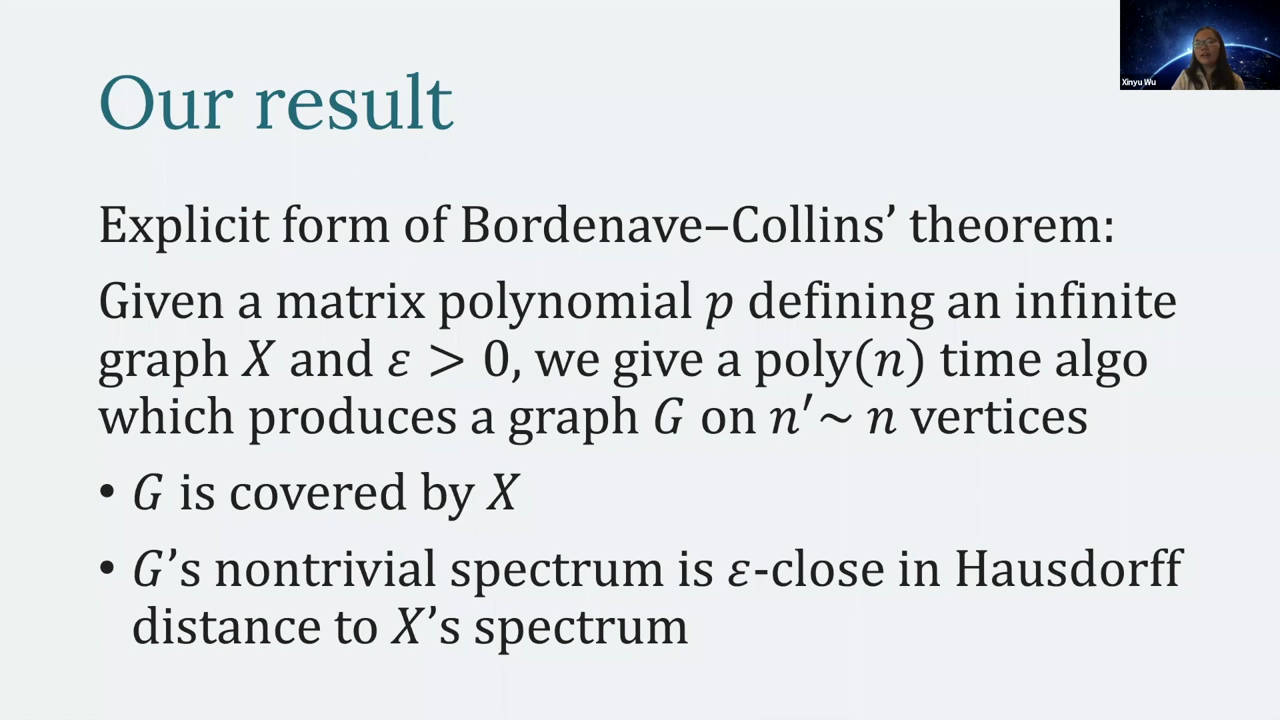 Our result
Xinyu Wu
Explicit form of Bordenave–Collins’ theorem:
Given a matrix polynomial p defining an infinite
graph X and ε > 0, we give a poly(n) time algo
which produces a graph G on n′~ n vertices
• G is covered by X
• G’s nontrivial spectrum is ε-close in Hausdorff
distance to X’s spectrum